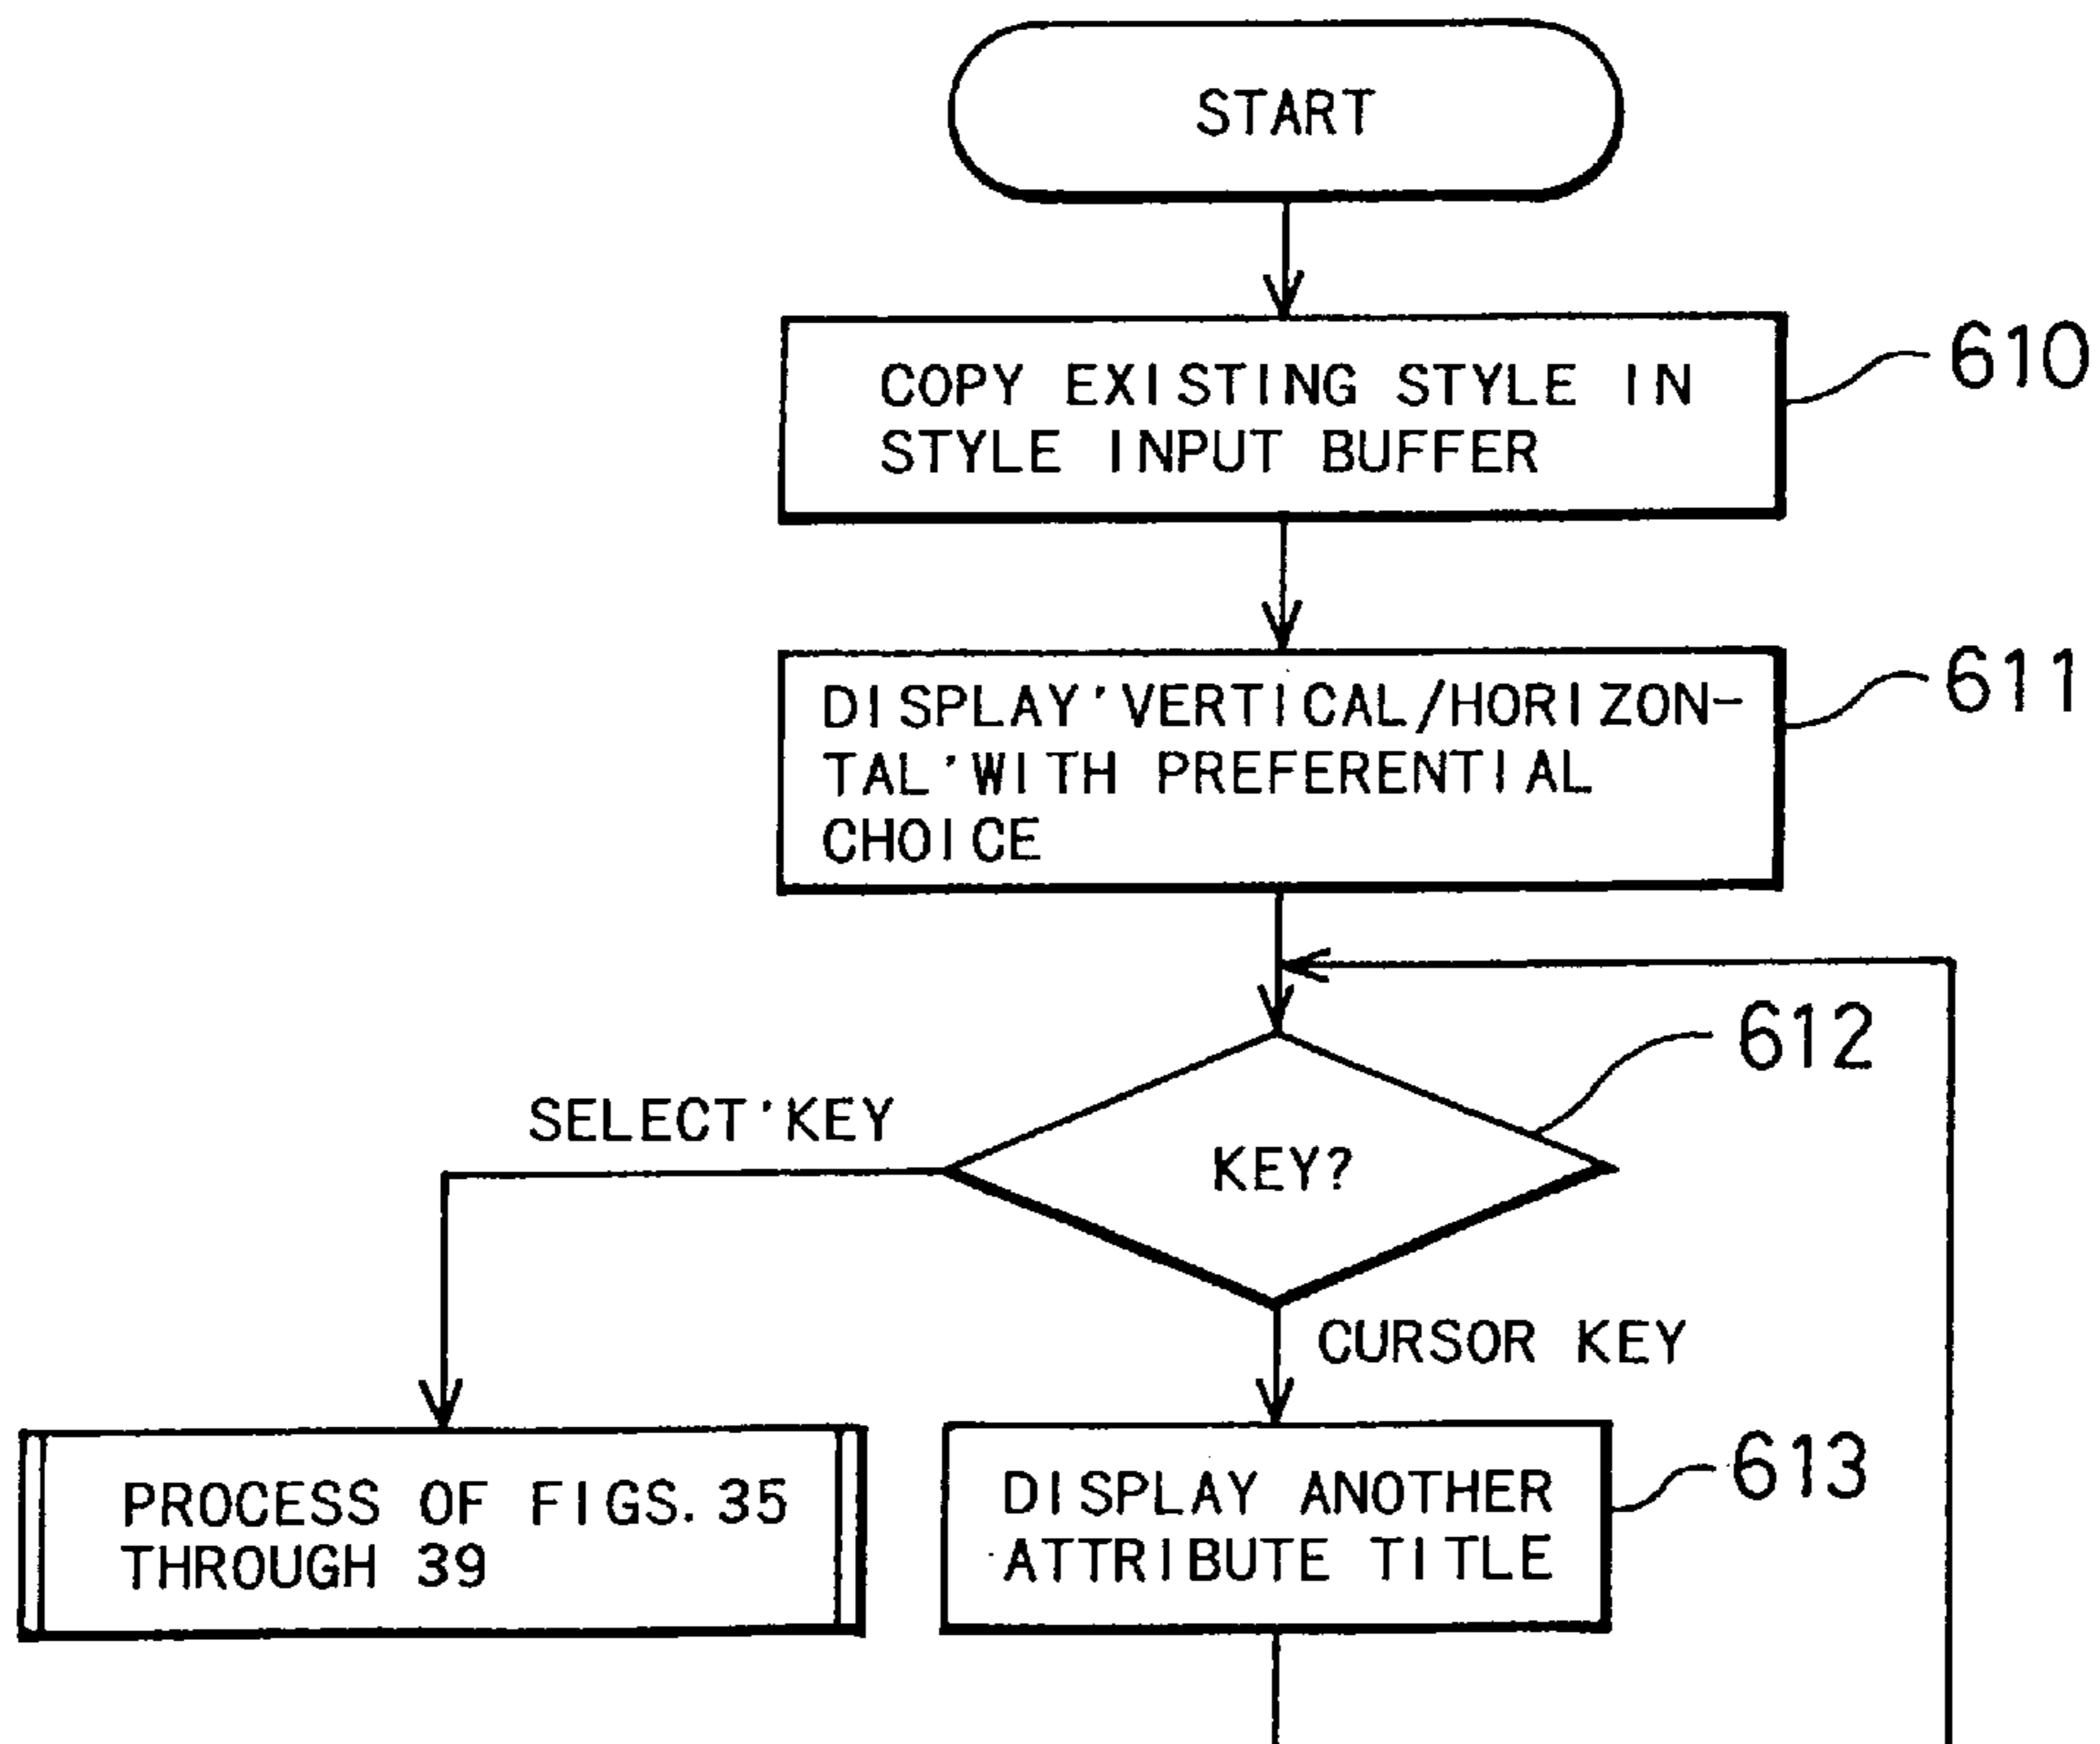 START
COPY EXISTING STYLE IN
STYLE INPUT BUFFER
610
DISPLAY'VERTICAL/HORIZON-
TAL'WITH PREFERENTIAL
CHOICE
611
612
SELECT'KEY
KEY?
CURSOR KEY
PROCESS OF FIGS. 35
THROUGH 39
DISPLAY ANOTHER
ATTRIBUTE TITLE
613